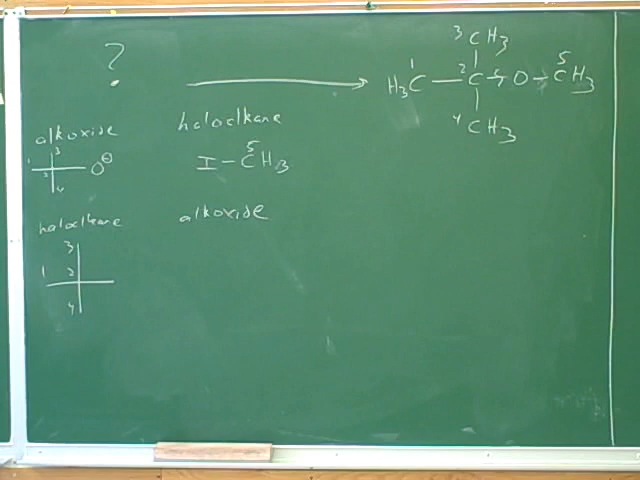 ?
3 CH3
H3C 1 — 2 C — O — 5 CH3
4 CH3
alkoxide haloalkane
1 2 3 4 O⊖ I — 5 CH3
haloalkane alkoxide
3
1 2
4